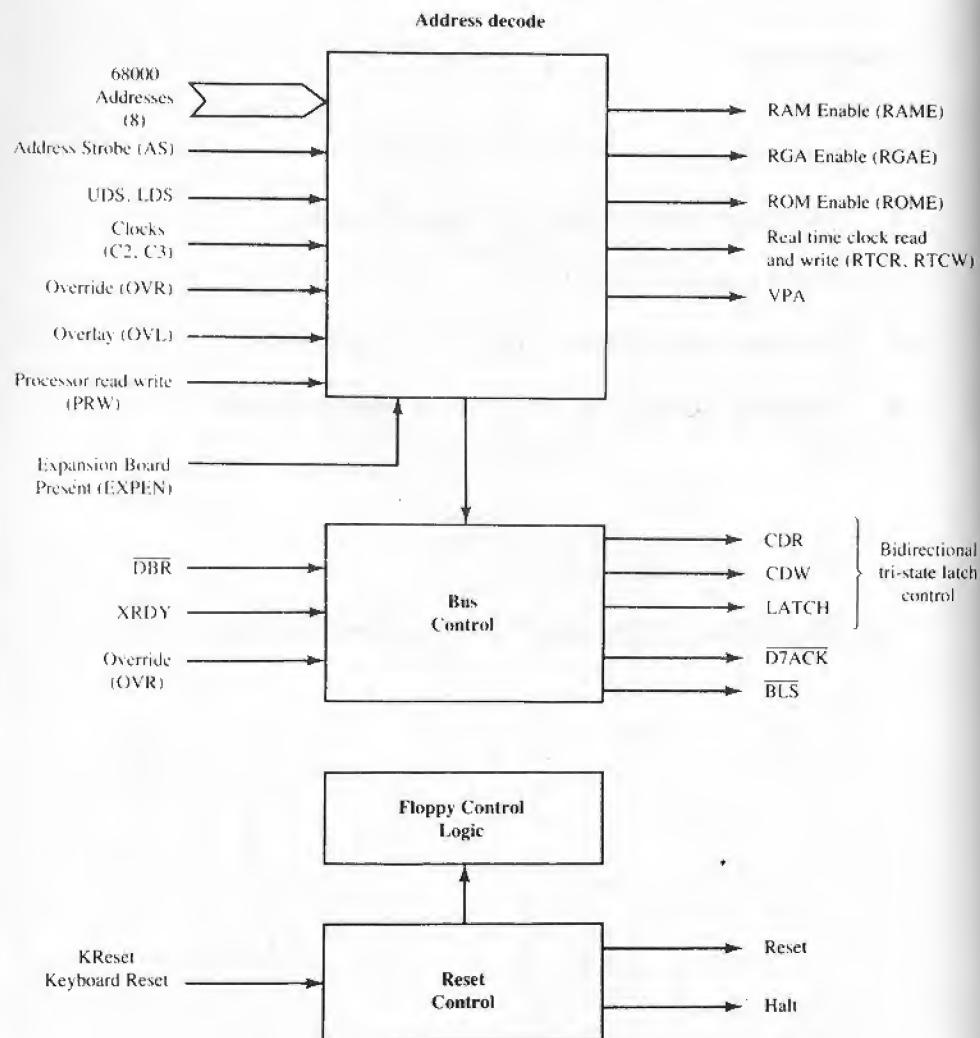 Address decode
68000
Addresses
(8)
Address Strobe (AS)
UDS, LDS
Clocks
(C2, C3)
Override (OVR)
Overlay (OVL)
Processor read write
(PRW)
Expansion Board
Present (EXPEN)
RAM Enable (RAME)
RGA Enable (RGAE)
ROM Enable (ROME)
Real time clock read
and write (RTCR, RTCW)
VPA
DBR
XRDY
Override
(OVR)
Bus
Control
CDR
CDW
LATCH
D7ACK
BLS
Bidirectional
tri-state latch
control
Floppy Control
Logic
KReset
Keyboard Reset
Reset
Control
Reset
Halt